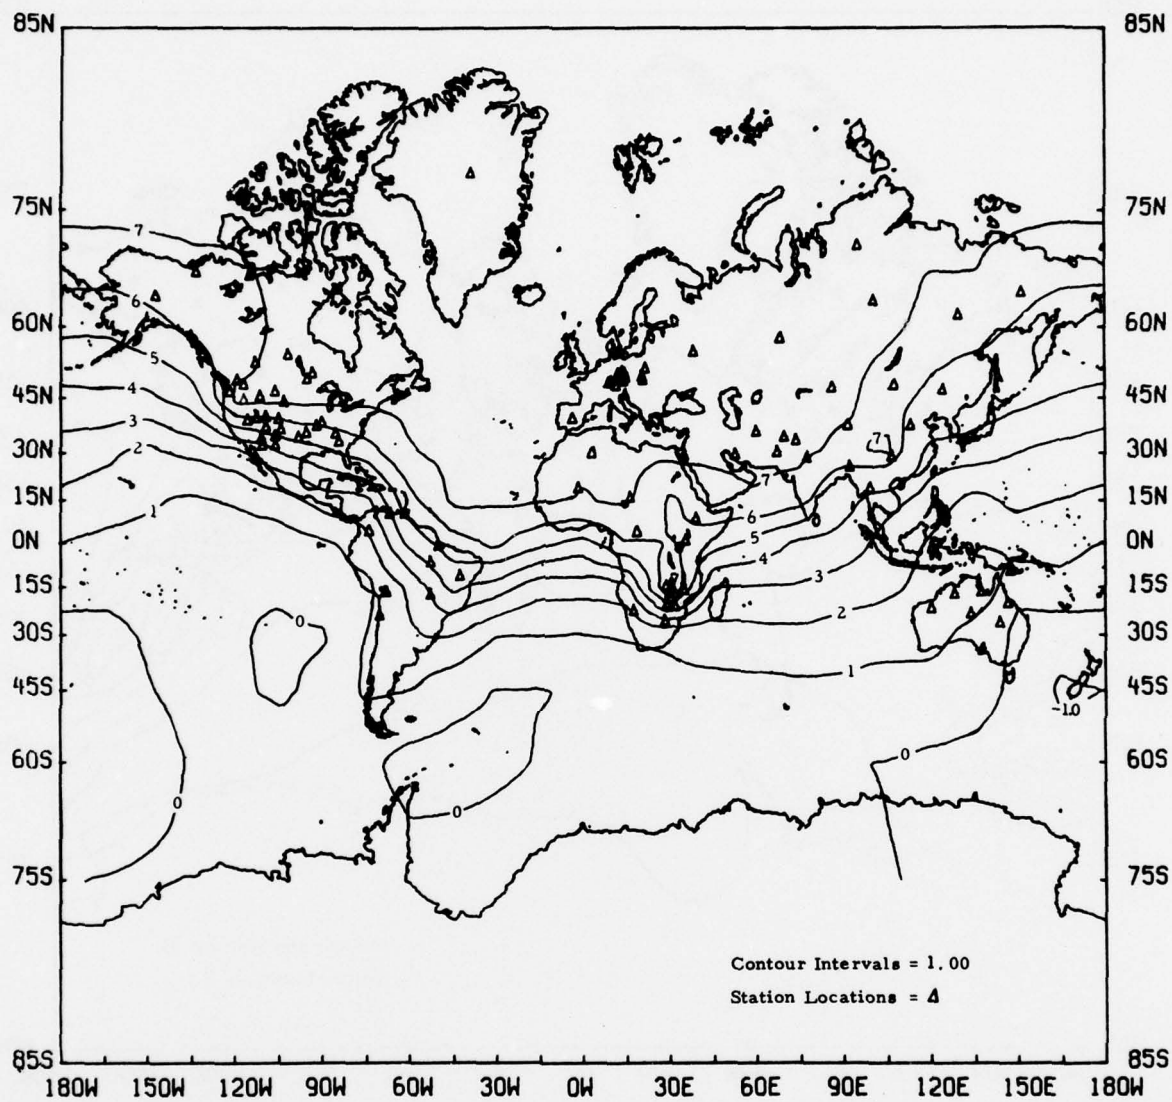 85N 85N
75N 75N
7
6
60N 60N
5
45N 4 45N
3
30N 2 7 30N
7
15N 6 15N
1 5
0N 4 0N
15S 3 15S
0 2
30S 30S
1
45S 45S
-1.0
0
60S 60S
0 0
75S 75S
Contour Intervals = 1.00
Station Locations = Δ
85S 85S
180W 150W 120W 90W 60W 30W 0W 30E 60E 90E 120E 150E 180W